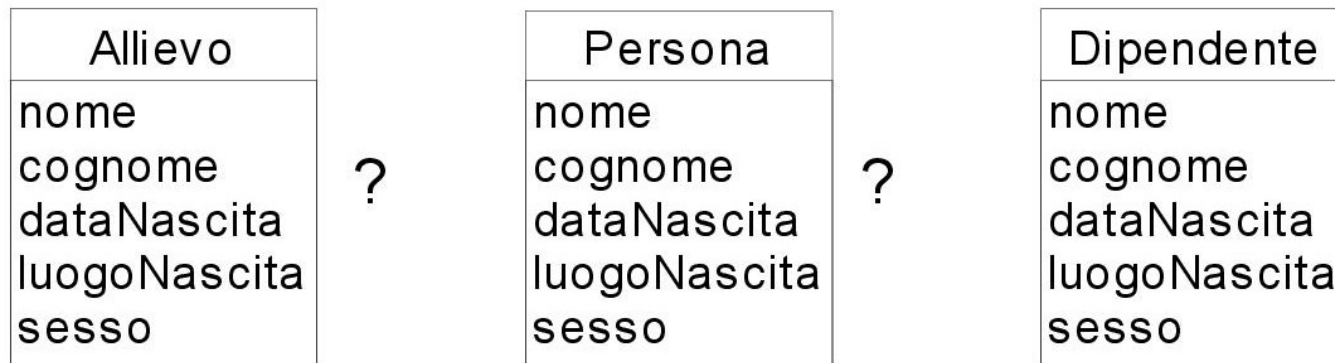 Allievo
nome
cognome
dataNascita
luogoNascita
sesso
?
Persona
nome
cognome
dataNascita
luogoNascita
sesso
?
Dipendente
nome
cognome
dataNascita
luogoNascita
sesso